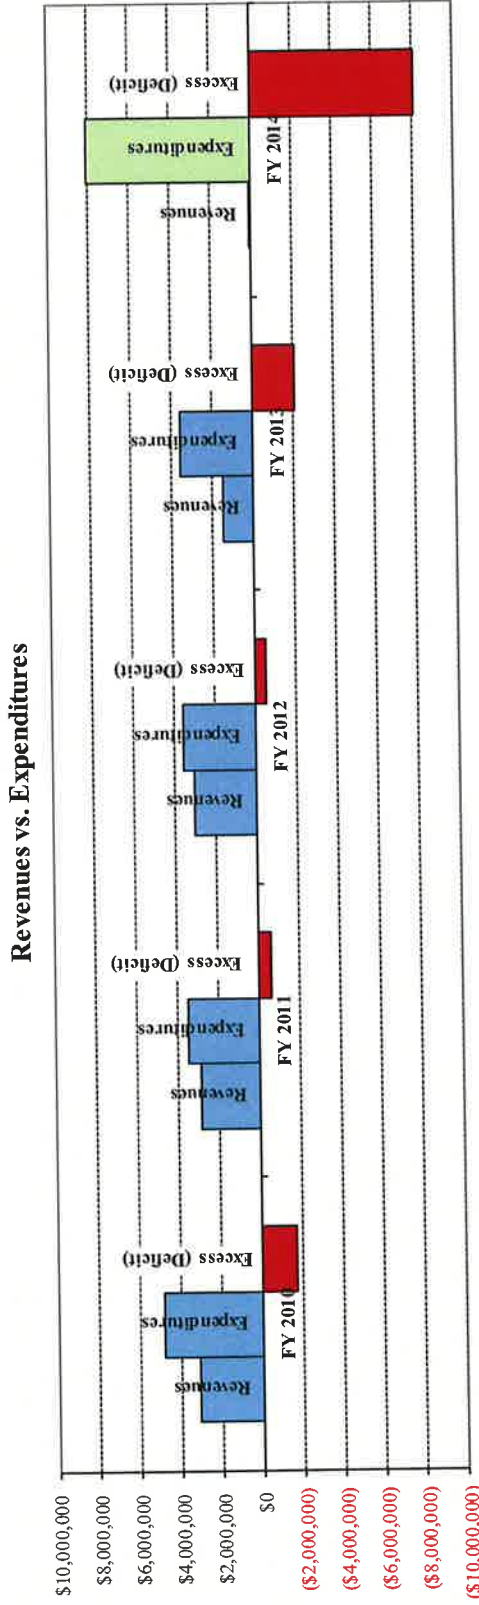 Revenues vs. Expenditures
$10,000,000
$8,000,000
$6,000,000
$4,000,000
$2,000,000
$0
($2,000,000)
($4,000,000)
($6,000,000)
($8,000,000)
($10,000,000)
Revenues
Expenditures
Excess (Deficit)
FY 2010
Revenues
Expenditures
Excess (Deficit)
FY 2011
Revenues
Expenditures
Excess (Deficit)
FY 2012
Revenues
Expenditures
Excess (Deficit)
FY 2013
Revenues
Expenditures
Excess (Deficit)
FY 2014